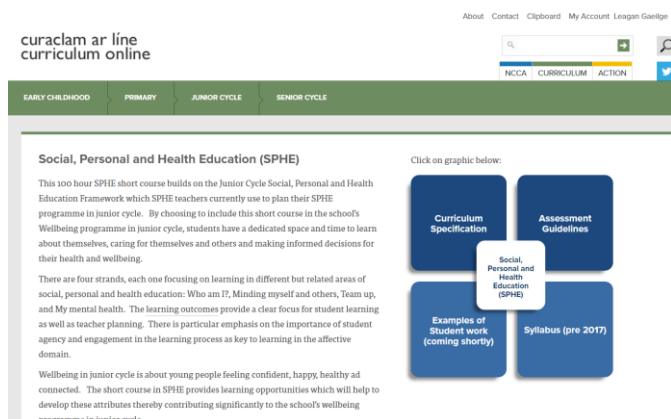 About Contact Clipboard My Account Leagan Gaeilge
curaclam ar líne
curriculum online
NCCA CURRICULUM ACTION
EARLY CHILDHOOD PRIMARY JUNIOR CYCLE SENIOR CYCLE
Social, Personal and Health Education (SPHE)
This 100 hour SPHE short course builds on the Junior Cycle Social, Personal and Health
Education Framework which SPHE teachers currently use to plan their SPHE
programme in junior cycle. By choosing to include this short course in the school's
Wellbeing programme in junior cycle, students have a dedicated space and time to learn
about themselves, caring for themselves and others and making informed decisions for
their health and wellbeing.
There are four strands, each one focusing on learning in different but related areas of
social, personal and health education: Who am I?, Minding myself and others, Team up,
and My mental health. The learning outcomes provide a clear focus for student learning
as well as teacher planning. There is particular emphasis on the importance of student
agency and engagement in the learning process as key to learning in the affective
domain.
Wellbeing in junior cycle is about young people feeling confident, happy, healthy ad
connected. The short course in SPHE provides learning opportunities which will help to
develop these attributes thereby contributing significantly to the school's wellbeing
programme in junior cycle.
Click on graphic below:
Curriculum
Specification
Assessment
Guidelines
Social,
Personal and
Health
Education
(SPHE)
Examples of
Student work
(coming shortly)
Syllabus (pre 2017)